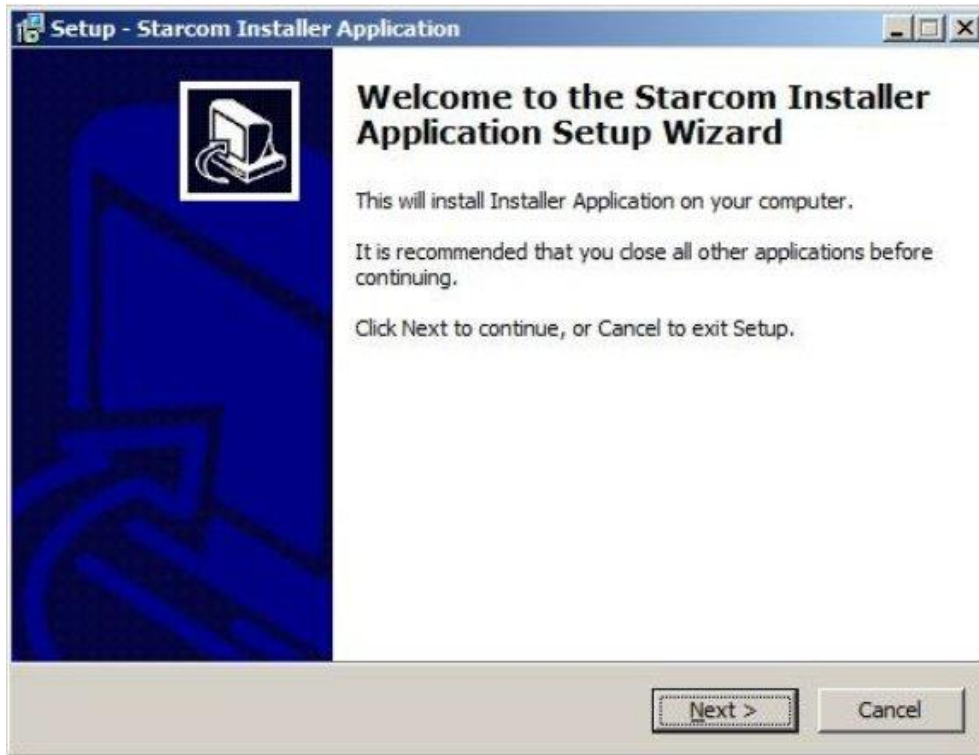 Setup - Starcom Installer Application
Welcome to the Starcom Installer
Application Setup Wizard
This will install Installer Application on your computer.
It is recommended that you close all other applications before
continuing.
Click Next to continue, or Cancel to exit Setup.
Next >
Cancel